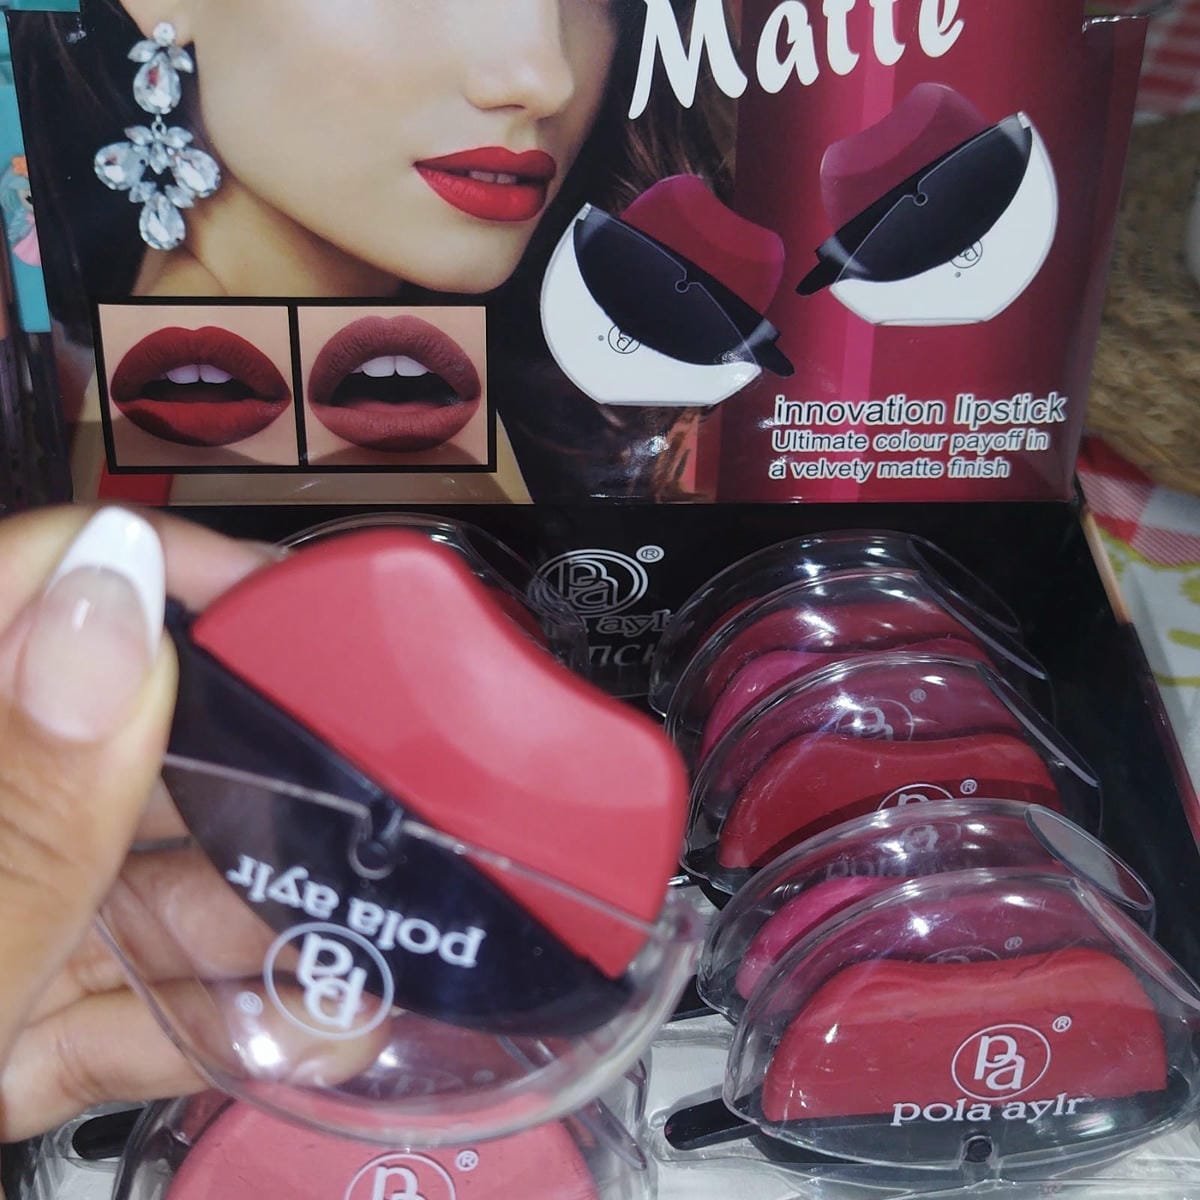 Matte
innovation lipstick
Ultimate colour payoff in
a velvety matte finish
pa ®
pola aylr
pa ®
pa ®
pola aylr
pa ®
pola aylr
pa ®